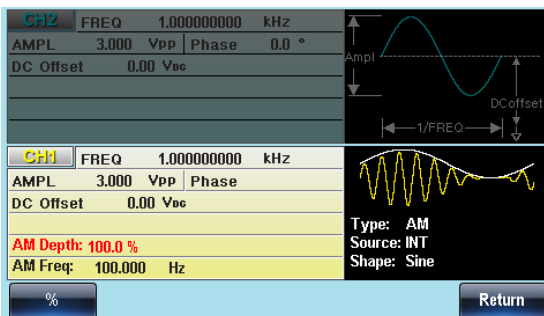 CH2 FREQ 1.000000000 kHz
AMPL 3.000 Vpp Phase 0.0 °
DC Offset 0.00 VDC
Ampl
DCoffset
1/FREQ
CH1 FREQ 1.000000000 kHz
AMPL 3.000 Vpp Phase
DC Offset 0.00 VDC
AM Depth: 100.0 %
AM Freq: 100.000 Hz
Type: AM
Source: INT
Shape: Sine
% Return